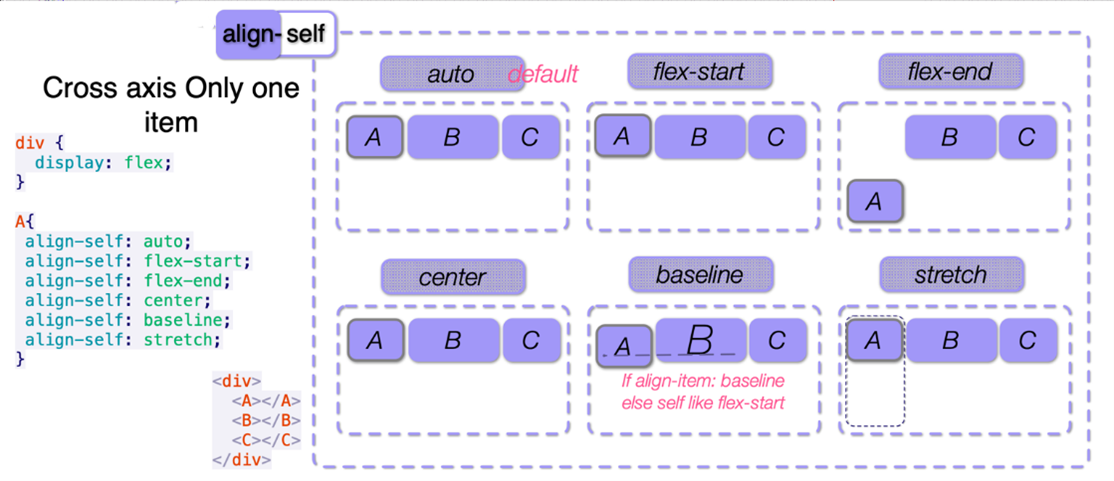 align-self
Cross axis Only one
item
div {
display: flex;
}
A{
align-self: auto;
align-self: flex-start;
align-self: flex-end;
align-self: center;
align-self: baseline;
align-self: stretch;
}
<div>
<A></A>
<B></B>
<C></C>
</div>
auto default
A B C
flex-start
A B C
flex-end
B C
A
center
A B C
baseline
A B C
If align-item: baseline
else self like flex-start
stretch
A B C